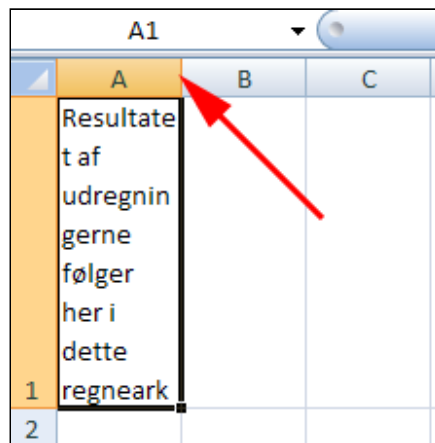 A1
A B C
Resultate
t af
udregnin
gerne
følger
her i
dette
1 regneark
2